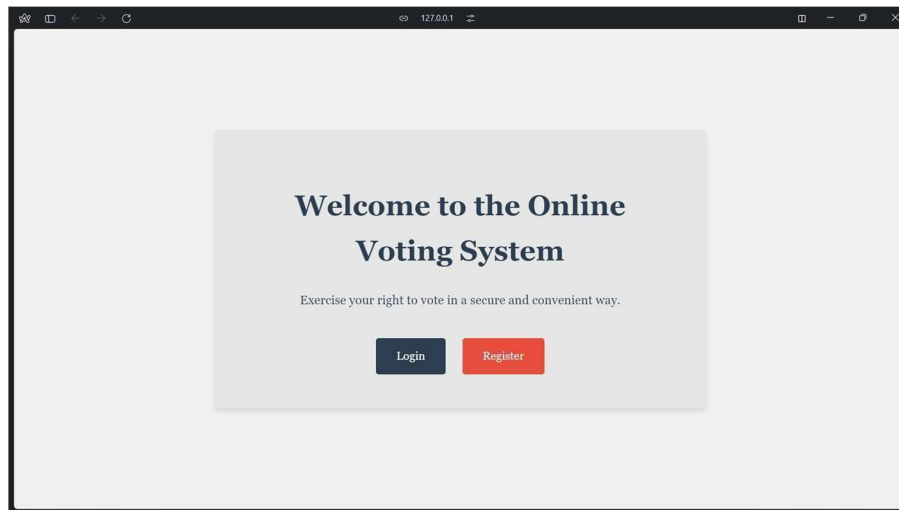 127.0.0.1
Welcome to the Online
Voting System
Exercise your right to vote in a secure and convenient way.
Login
Register